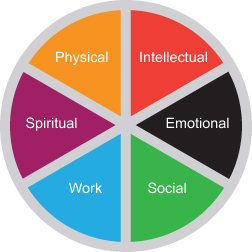 Physical
Intellectual
Spiritual
Emotional
Work
Social